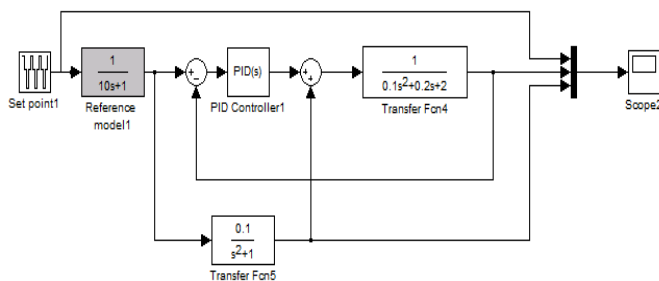 Set point1
1
10s+1
Reference
model1
+
−
PID(s)
PID Controller1
+
+
1
0.1s²+0.2s+2
Transfer Fcn4
Scope2
0.1
s²+1
Transfer Fcn5